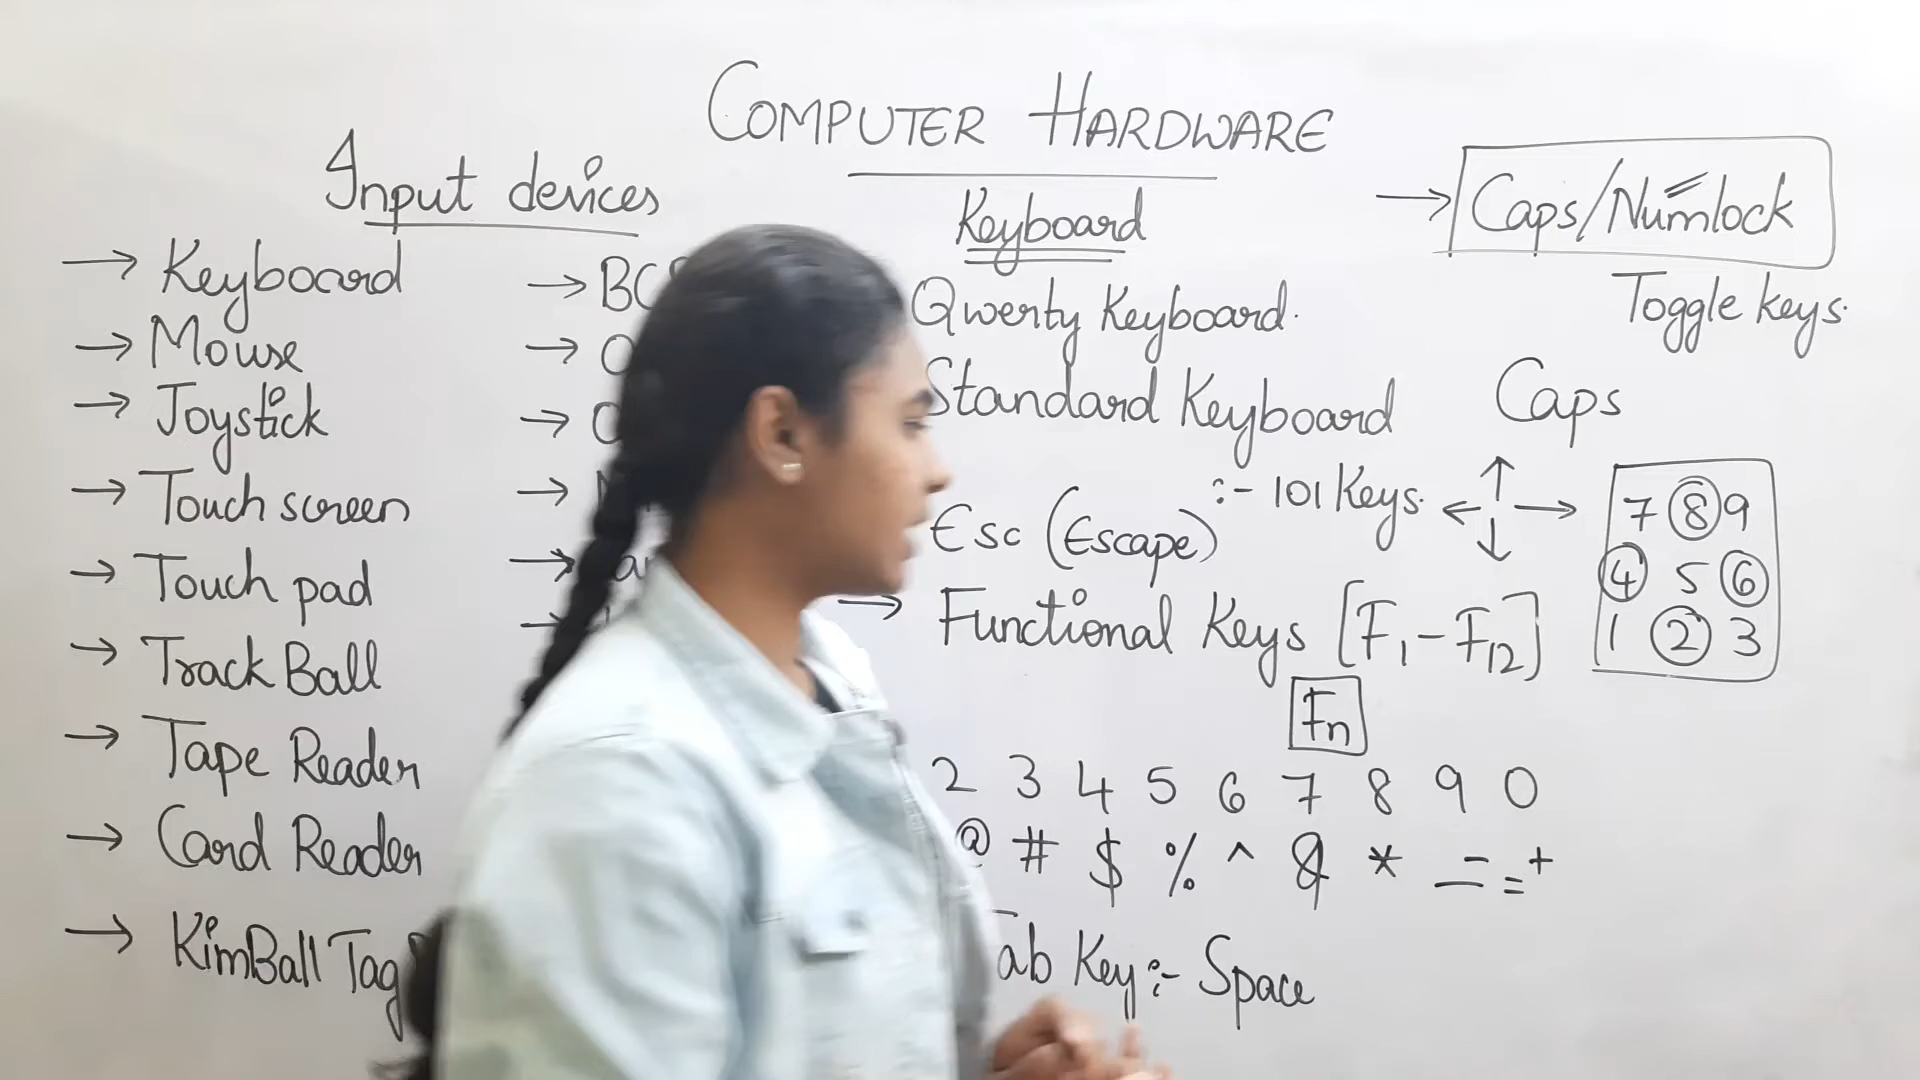 COMPUTER HARDWARE
Input devices
→ Keyboard
→ Mouse
→ Joystick
→ Touch screen
→ Touch pad
→ Track Ball
→ Tape Reader
→ Card Reader
→ KimBall Tag
Keyboard
Qwerty Keyboard.
Standard Keyboard
:- 101 Keys.
Esc (Escape)
→ Functional Keys [F1 - F12]
Fn
2 3 4 5 6 7 8 9 0
@ # $ % ^ & * — = +
Tab Key :- Space
→ Caps/Numlock
Toggle keys.
Caps
↑
← →
↓
7 8 9
4 5 6
1 2 3